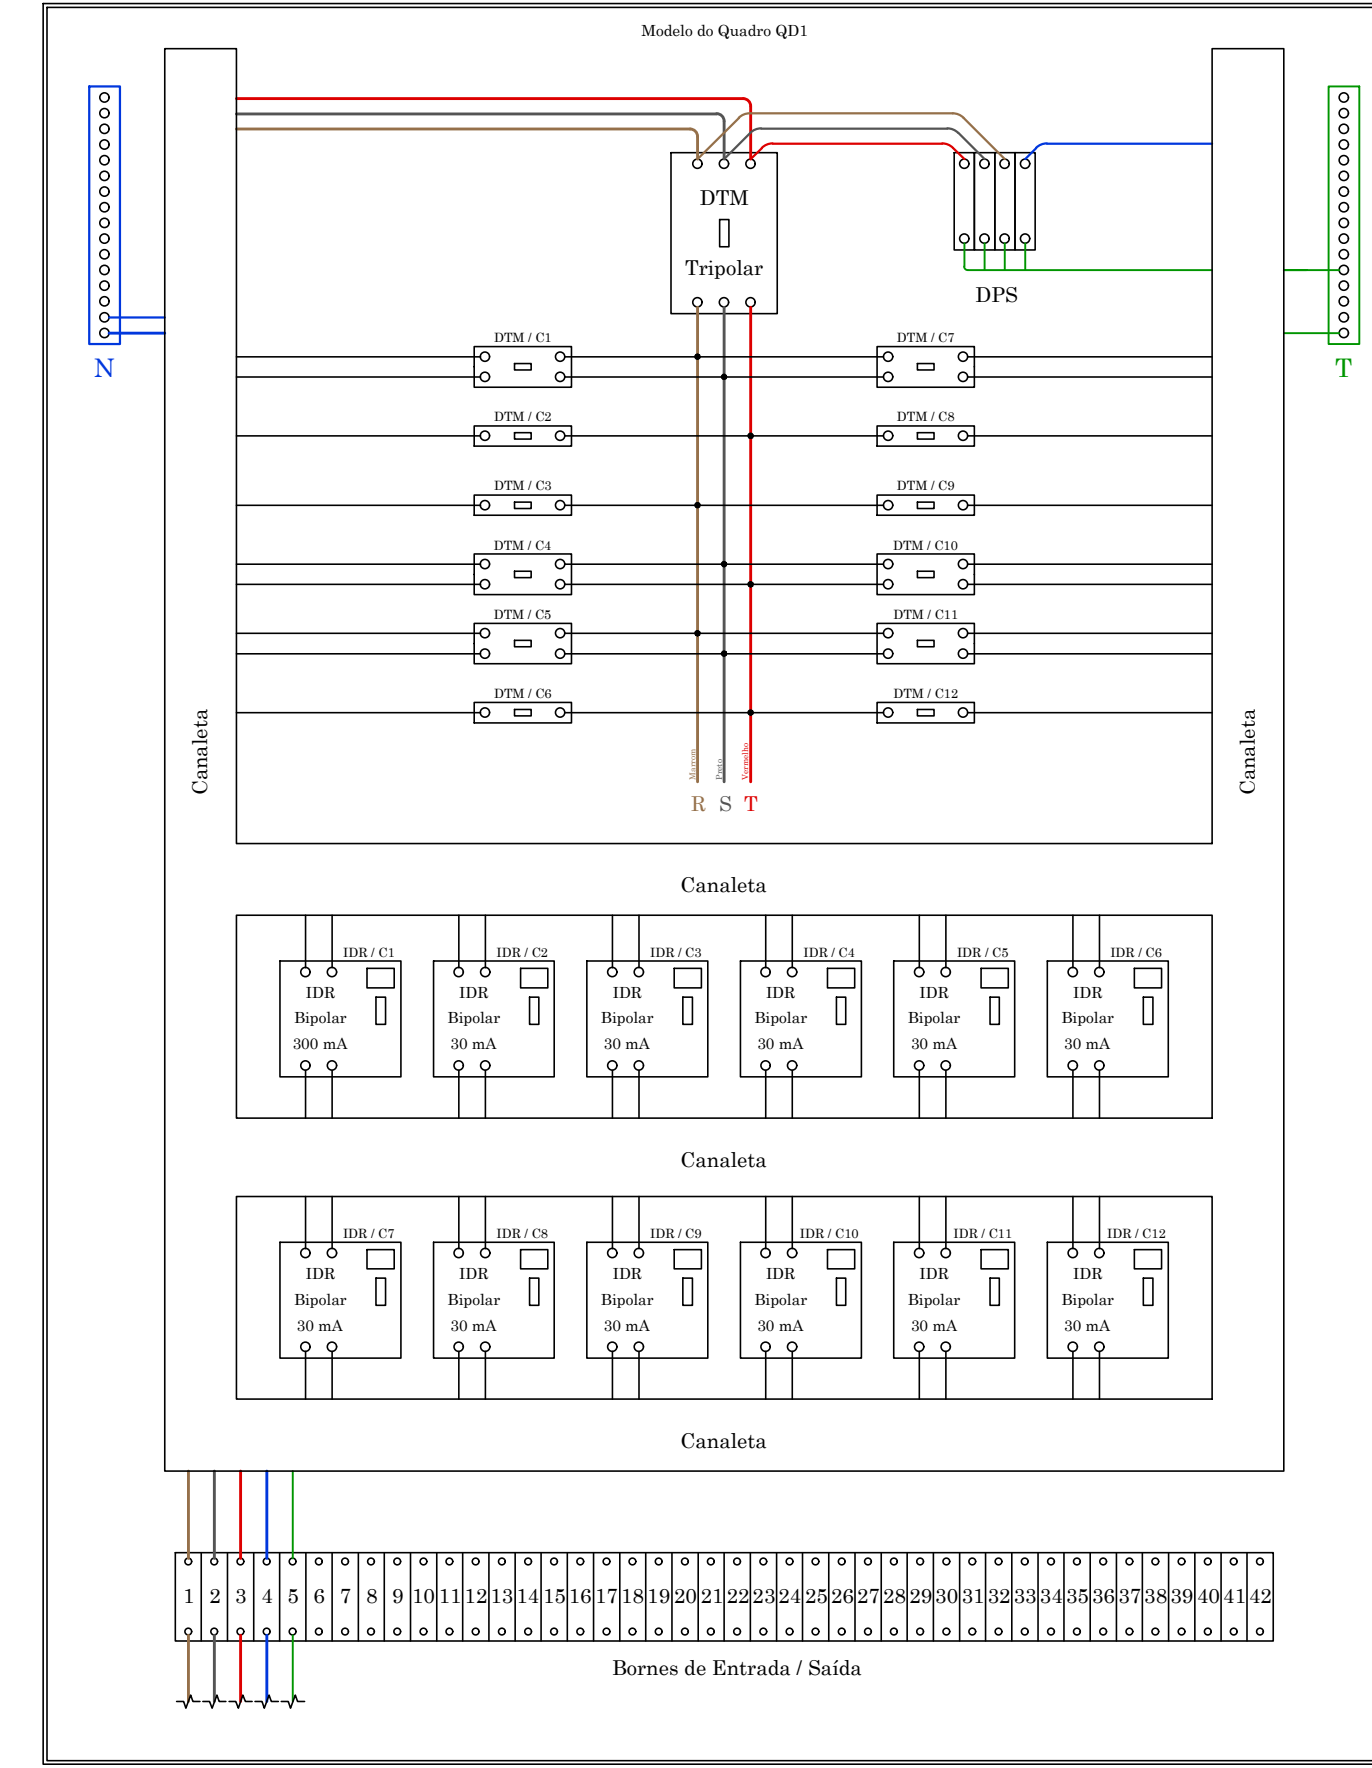 Modelo do Quadro QD1
DTM
Tripolar
DPS
N
T
DTM / C1
DTM / C7
DTM / C2
DTM / C8
DTM / C3
DTM / C9
DTM / C4
DTM / C10
DTM / C5
DTM / C11
DTM / C6
DTM / C12
Canaleta
Canaleta
Marrom
Preto
Vermelho
R S T
Canaleta
IDR / C1
IDR
Bipolar
300 mA
IDR / C2
IDR
Bipolar
30 mA
IDR / C3
IDR
Bipolar
30 mA
IDR / C4
IDR
Bipolar
30 mA
IDR / C5
IDR
Bipolar
30 mA
IDR / C6
IDR
Bipolar
30 mA
Canaleta
IDR / C7
IDR
Bipolar
30 mA
IDR / C8
IDR
Bipolar
30 mA
IDR / C9
IDR
Bipolar
30 mA
IDR / C10
IDR
Bipolar
30 mA
IDR / C11
IDR
Bipolar
30 mA
IDR / C12
IDR
Bipolar
30 mA
Canaleta
1 2 3 4 5 6 7 8 9 10 11 12 13 14 15 16 17 18 19 20 21 22 23 24 25 26 27 28 29 30 31 32 33 34 35 36 37 38 39 40 41 42
Bornes de Entrada / Saída